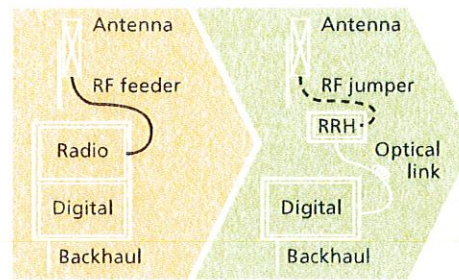 Antenna
RF feeder
Radio
Digital
Backhaul
Antenna
RF jumper
RRH
Optical
link
Digital
Backhaul